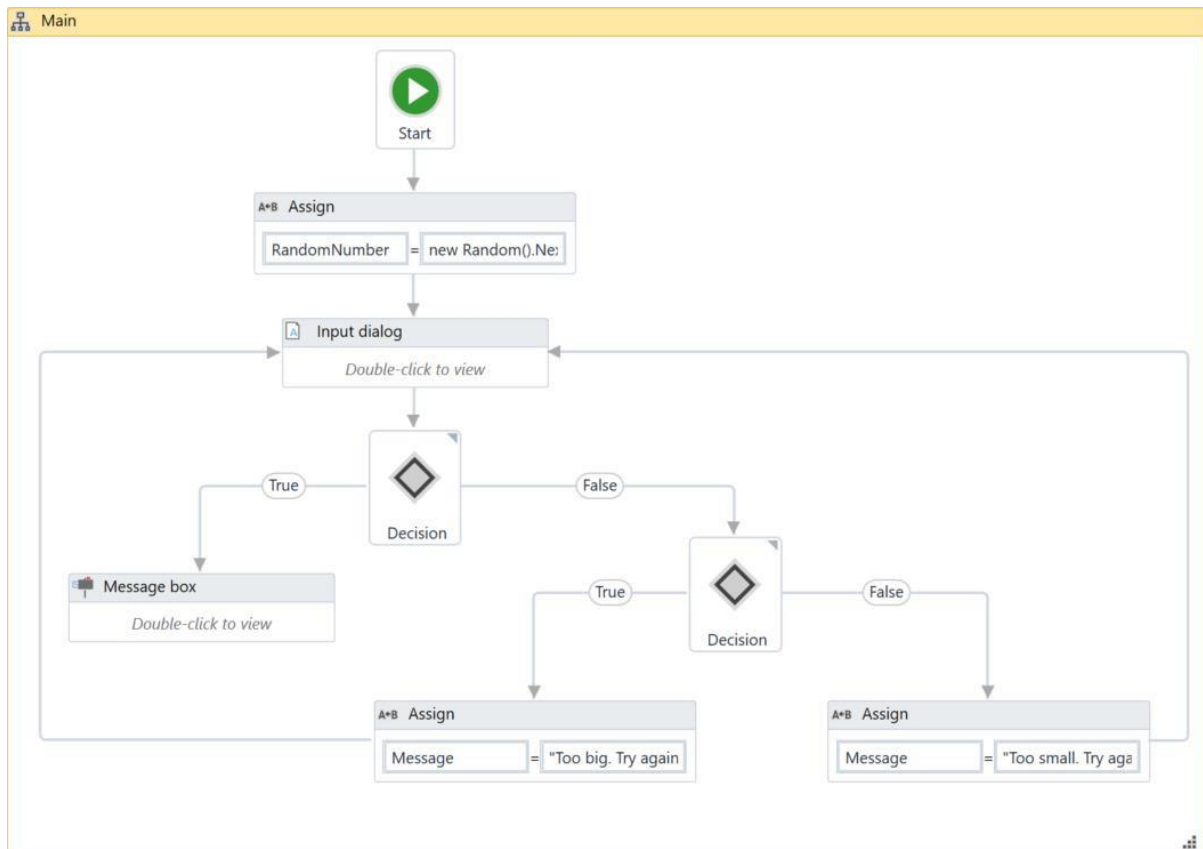 Main
Start
A+B Assign
RandomNumber = new Random().Nex
Input dialog
Double-click to view
True
False
Decision
Message box
Double-click to view
True
False
Decision
A+B Assign
Message = "Too big. Try again
A+B Assign
Message = "Too small. Try aga